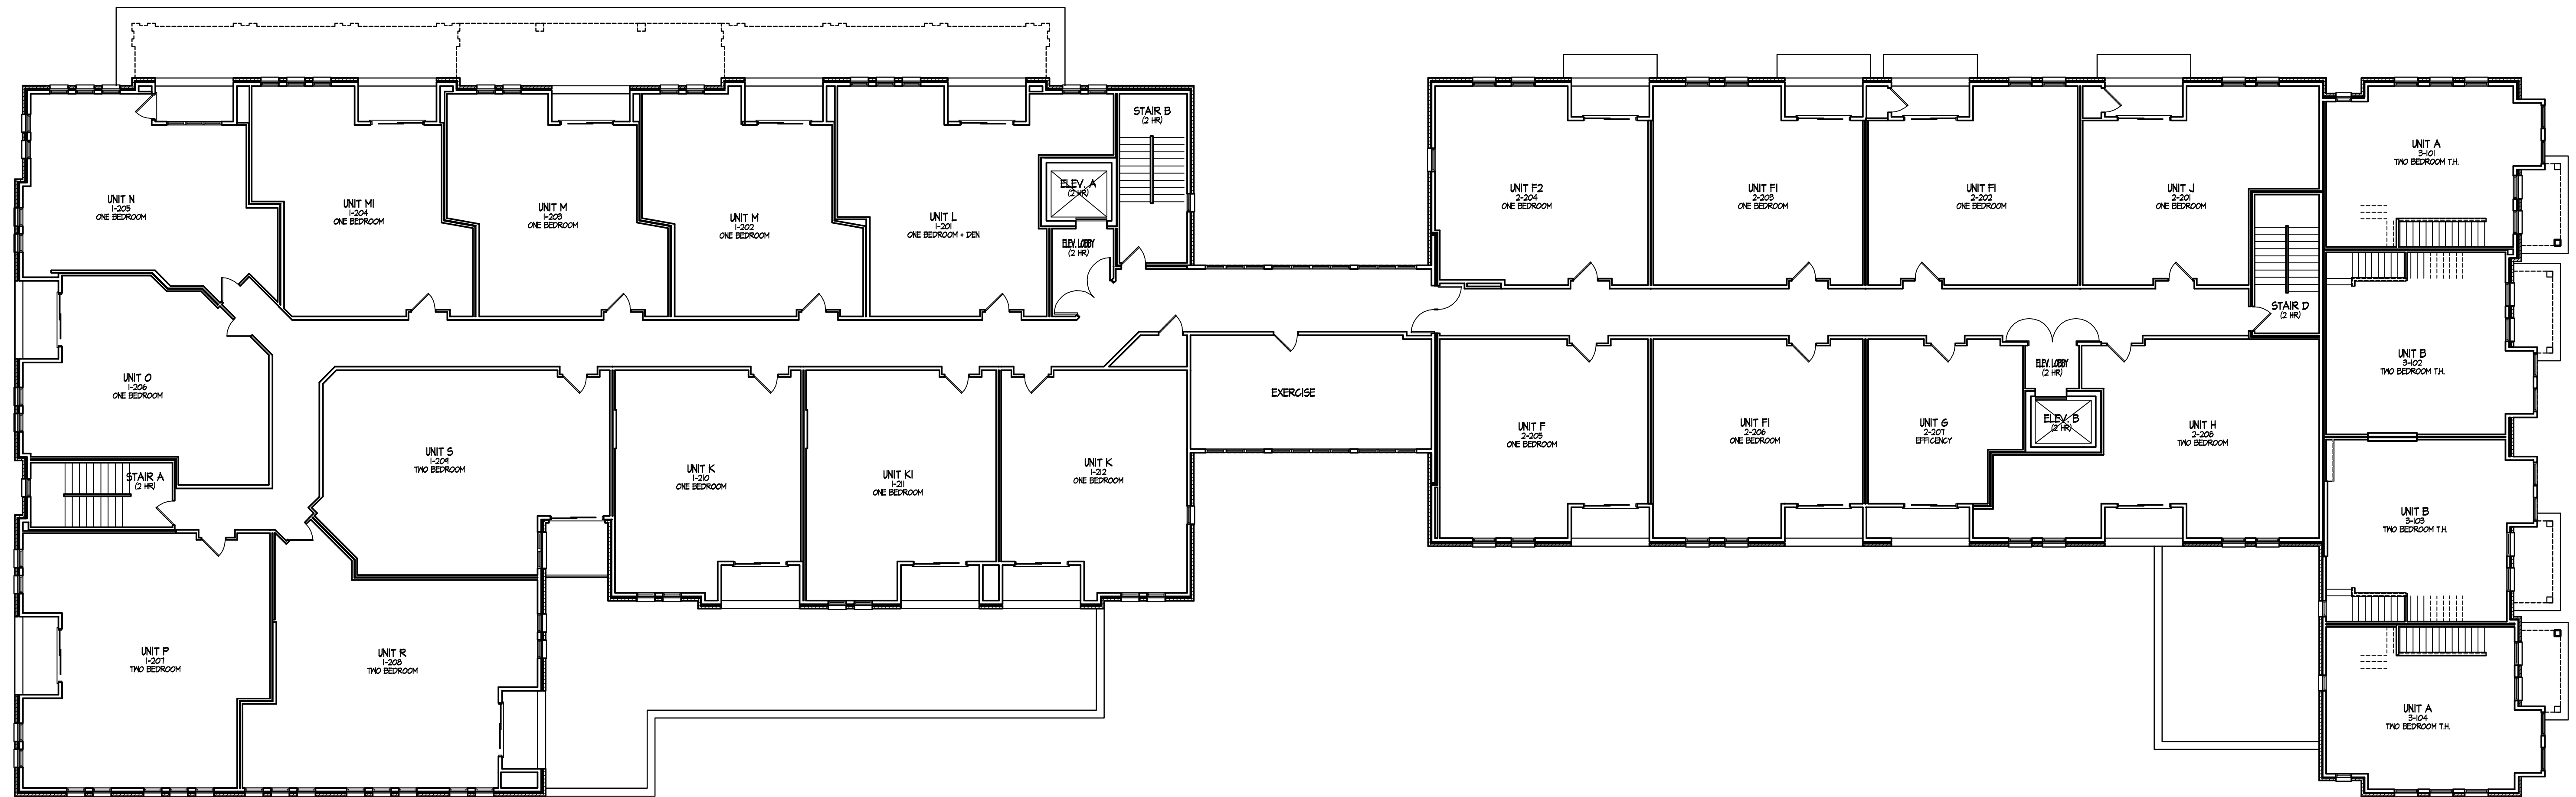 UNIT N
1-205
ONE BEDROOM
UNIT M1
1-204
ONE BEDROOM
UNIT M
1-203
ONE BEDROOM
UNIT M
1-202
ONE BEDROOM
UNIT L
1-201
ONE BEDROOM + DEN
ELEV. A
(2 HR)
STAIR B
(2 HR)
ELEV. LOBBY
(2 HR)
UNIT F2
2-204
ONE BEDROOM
UNIT F1
2-203
ONE BEDROOM
UNIT F1
2-202
ONE BEDROOM
UNIT J
2-201
ONE BEDROOM
STAIR D
(2 HR)
UNIT A
3-101
TWO BEDROOM T.H.
UNIT B
3-102
TWO BEDROOM T.H.
UNIT O
1-206
ONE BEDROOM
STAIR A
(2 HR)
UNIT S
1-209
TWO BEDROOM
UNIT K
1-210
ONE BEDROOM
UNIT K1
1-211
ONE BEDROOM
UNIT K
1-212
ONE BEDROOM
EXERCISE
UNIT F
2-205
ONE BEDROOM
UNIT F1
2-206
ONE BEDROOM
UNIT G
2-207
EFFICENCY
ELEV. LOBBY
(2 HR)
ELEV. B
(2 HR)
UNIT H
2-208
TWO BEDROOM
UNIT B
3-103
TWO BEDROOM T.H.
UNIT P
1-207
TWO BEDROOM
UNIT R
1-208
TWO BEDROOM
UNIT A
3-104
TWO BEDROOM T.H.